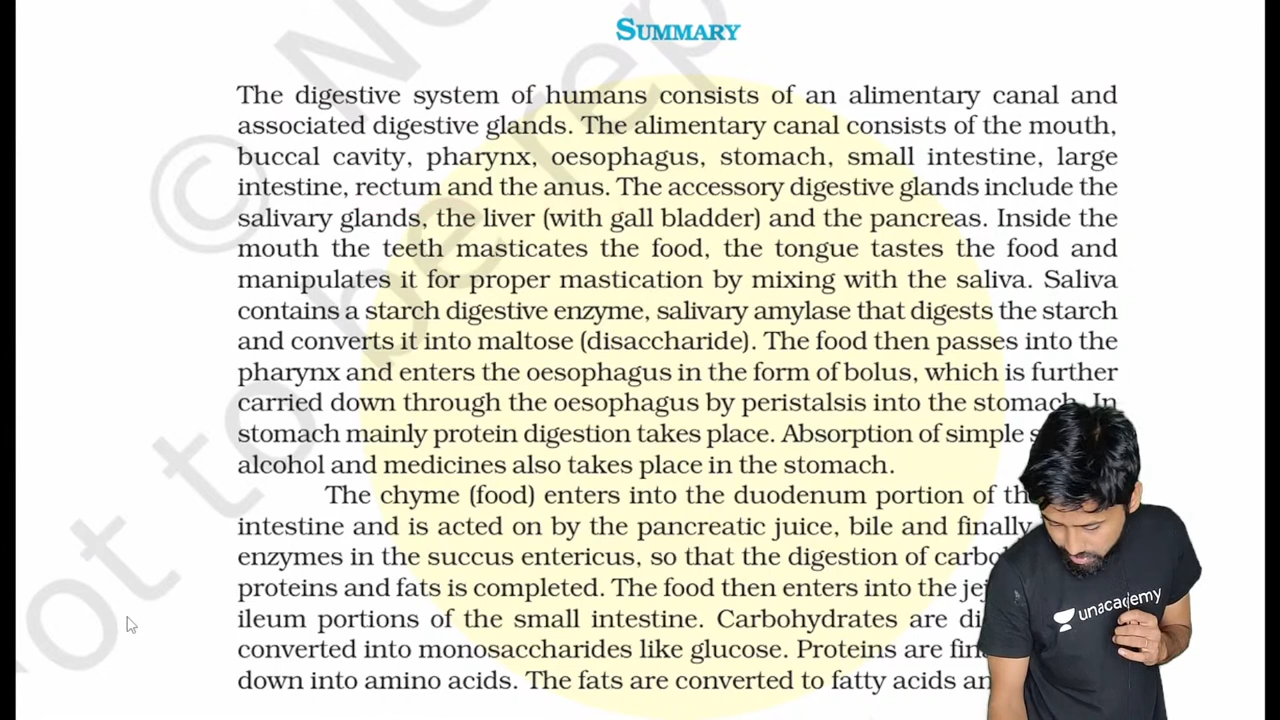 SUMMARY
The digestive system of humans consists of an alimentary canal and
associated digestive glands. The alimentary canal consists of the mouth,
buccal cavity, pharynx, oesophagus, stomach, small intestine, large
intestine, rectum and the anus. The accessory digestive glands include the
salivary glands, the liver (with gall bladder) and the pancreas. Inside the
mouth the teeth masticates the food, the tongue tastes the food and
manipulates it for proper mastication by mixing with the saliva. Saliva
contains a starch digestive enzyme, salivary amylase that digests the starch
and converts it into maltose (disaccharide). The food then passes into the
pharynx and enters the oesophagus in the form of bolus, which is further
carried down through the oesophagus by peristalsis into the stomach. In
stomach mainly protein digestion takes place. Absorption of simple
alcohol and medicines also takes place in the stomach.
The chyme (food) enters into the duodenum portion of
intestine and is acted on by the pancreatic juice, bile and finally
enzymes in the succus entericus, so that the digestion of
proteins and fats is completed. The food then enters into the
ileum portions of the small intestine. Carbohydrates are
converted into monosaccharides like glucose. Proteins are
down into amino acids. The fats are converted to fatty acids
© 
not to be
unacademy